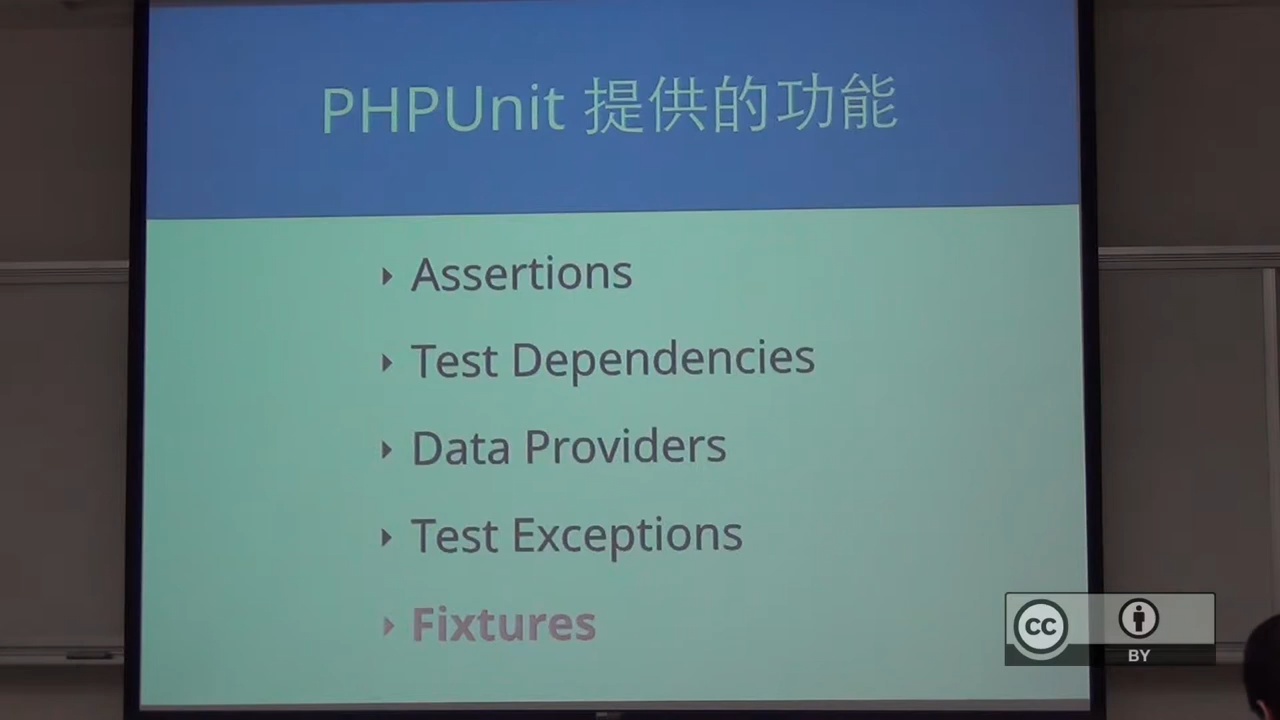 PHPUnit 提供的功能
Assertions
Test Dependencies
Data Providers
Test Exceptions
Fixtures
cc
BY